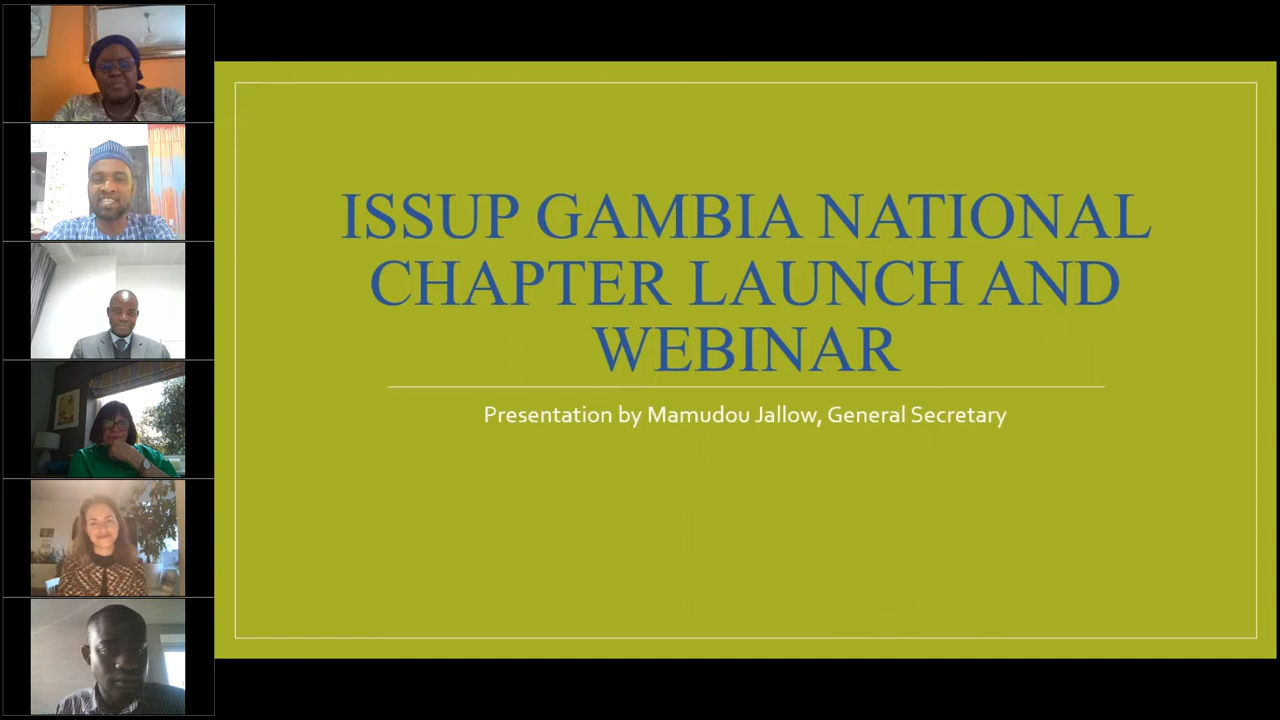 ISSUP GAMBIA NATIONAL
CHAPTER LAUNCH AND
WEBINAR
Presentation by Mamudou Jallow, General Secretary